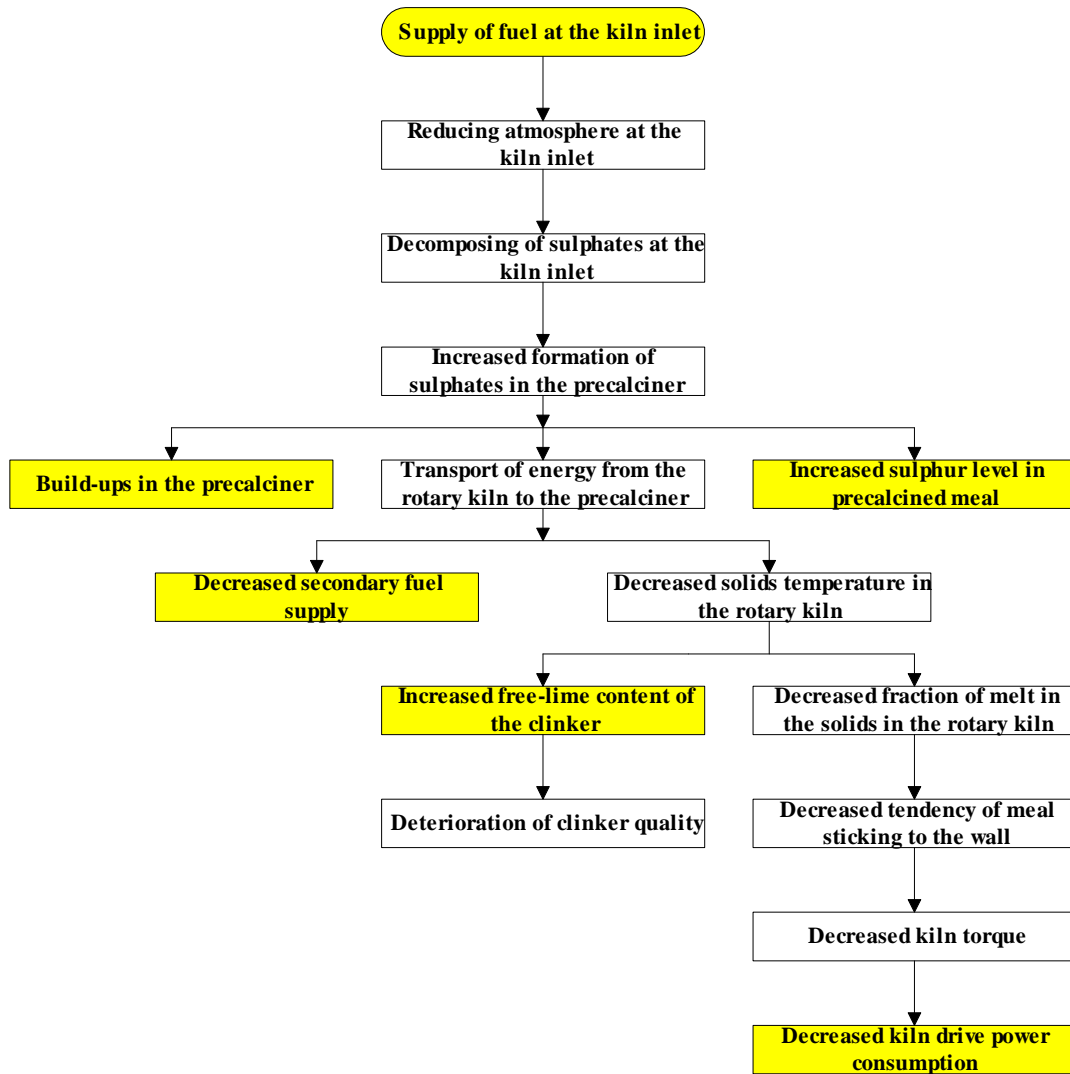 Supply of fuel at the kiln inlet
Reducing atmosphere at the
kiln inlet
Decomposing of sulphates at the
kiln inlet
Increased formation of
sulphates in the precalciner
Build-ups in the precalciner
Transport of energy from the
rotary kiln to the precalciner
Increased sulphur level in
precalcined meal
Decreased secondary fuel
supply
Decreased solids temperature in
the rotary kiln
Increased free-lime content of
the clinker
Decreased fraction of melt in
the solids in the rotary kiln
Deterioration of clinker quality
Decreased tendency of meal
sticking to the wall
Decreased kiln torque
Decreased kiln drive power
consumption